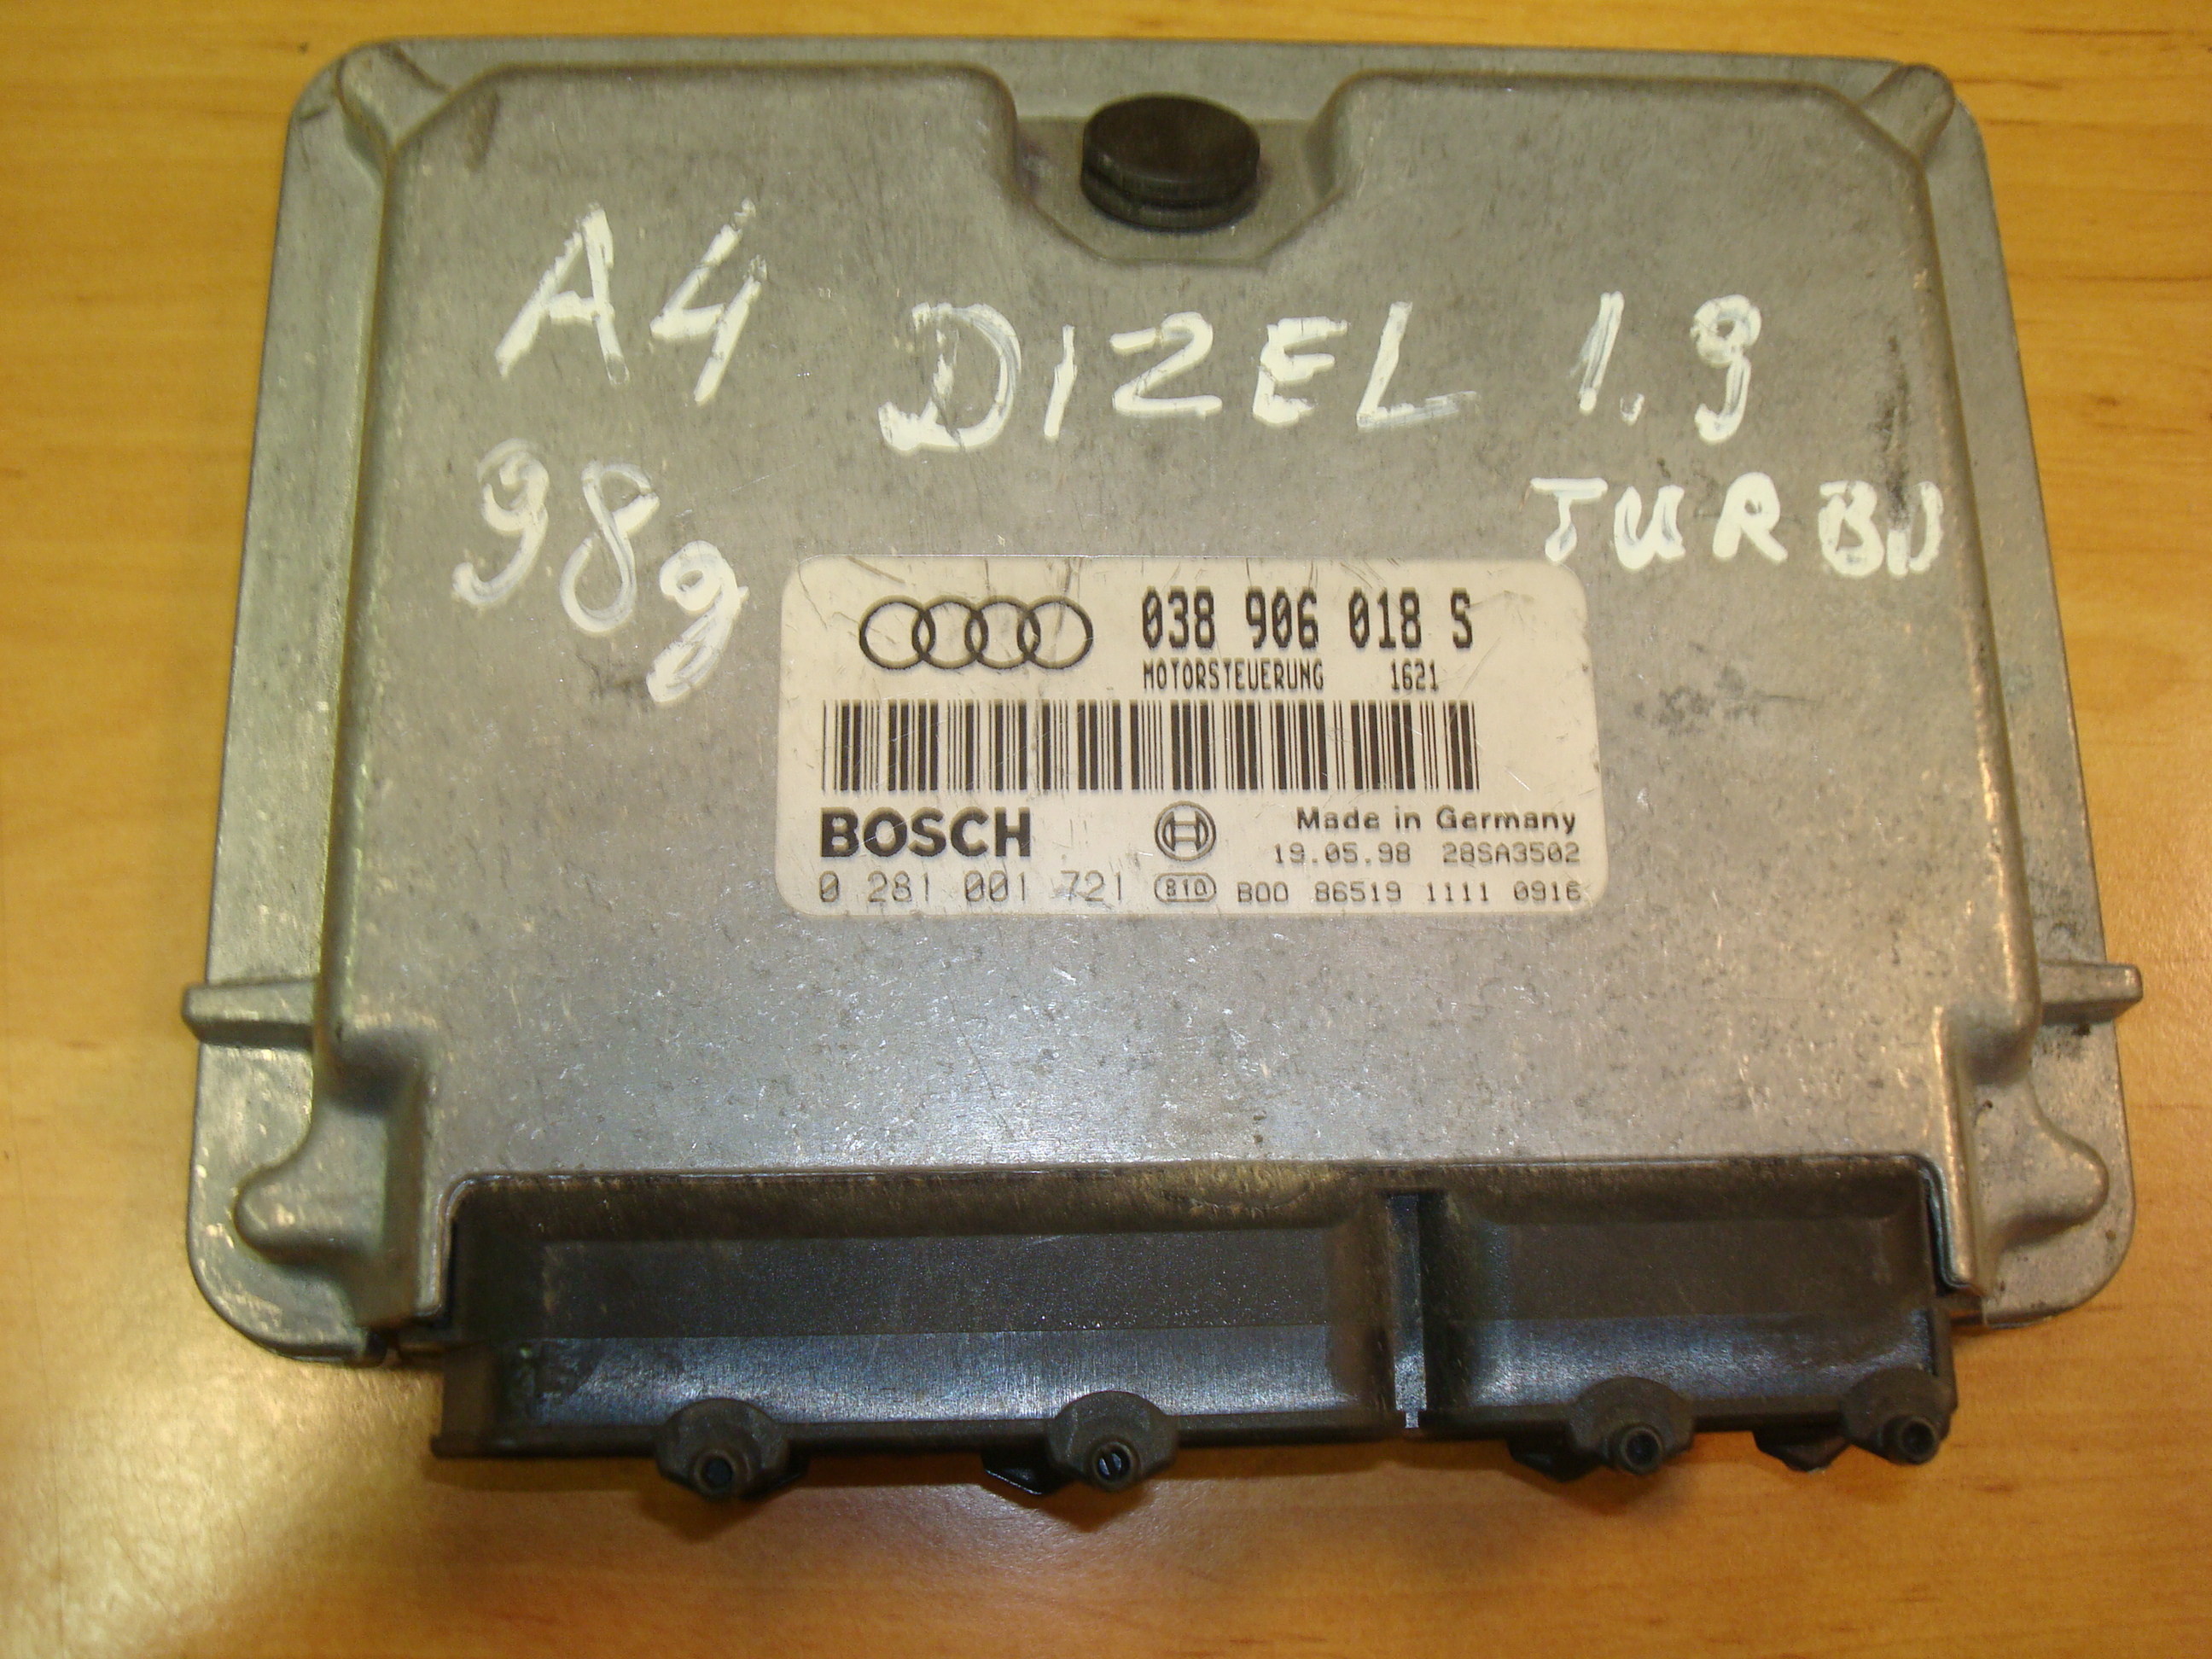 A4 DIZEL 1.9
98g TURBO
038 906 018 S
MOTORSTEUERUNG 1621
BOSCH
Made in Germany
19.05.98 28SA3502
0 281 001 721 810 B00 86519 1111 0916